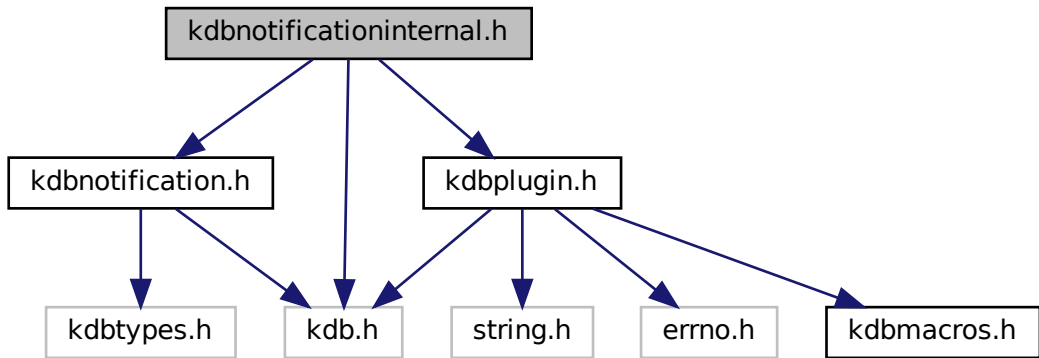 kdbnotificationinternal.h
kdbnotification.h
kdbplugin.h
kdbtypes.h
kdb.h
string.h
errno.h
kdbmacros.h